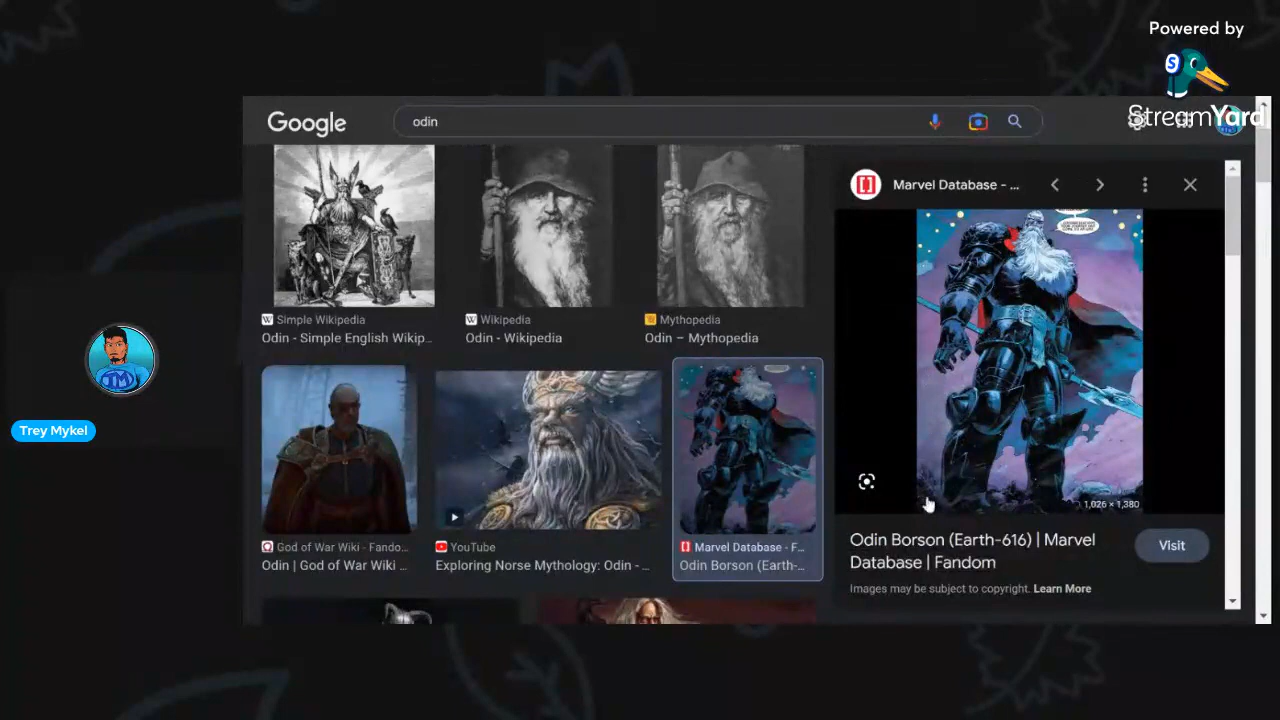 Powered by
S
StreamYard
Google
odin
Marvel Database - ...
Simple Wikipedia
Odin - Simple English Wikip...
Wikipedia
Odin - Wikipedia
Mythopedia
Odin – Mythopedia
1,026 × 1,380
TM
Trey Mykel
God of War Wiki - Fando...
Odin | God of War Wiki ...
YouTube
Exploring Norse Mythology: Odin - ...
Marvel Database - F...
Odin Borson (Earth-...
Odin Borson (Earth-616) | Marvel
Database | Fandom
Visit
Images may be subject to copyright. Learn More